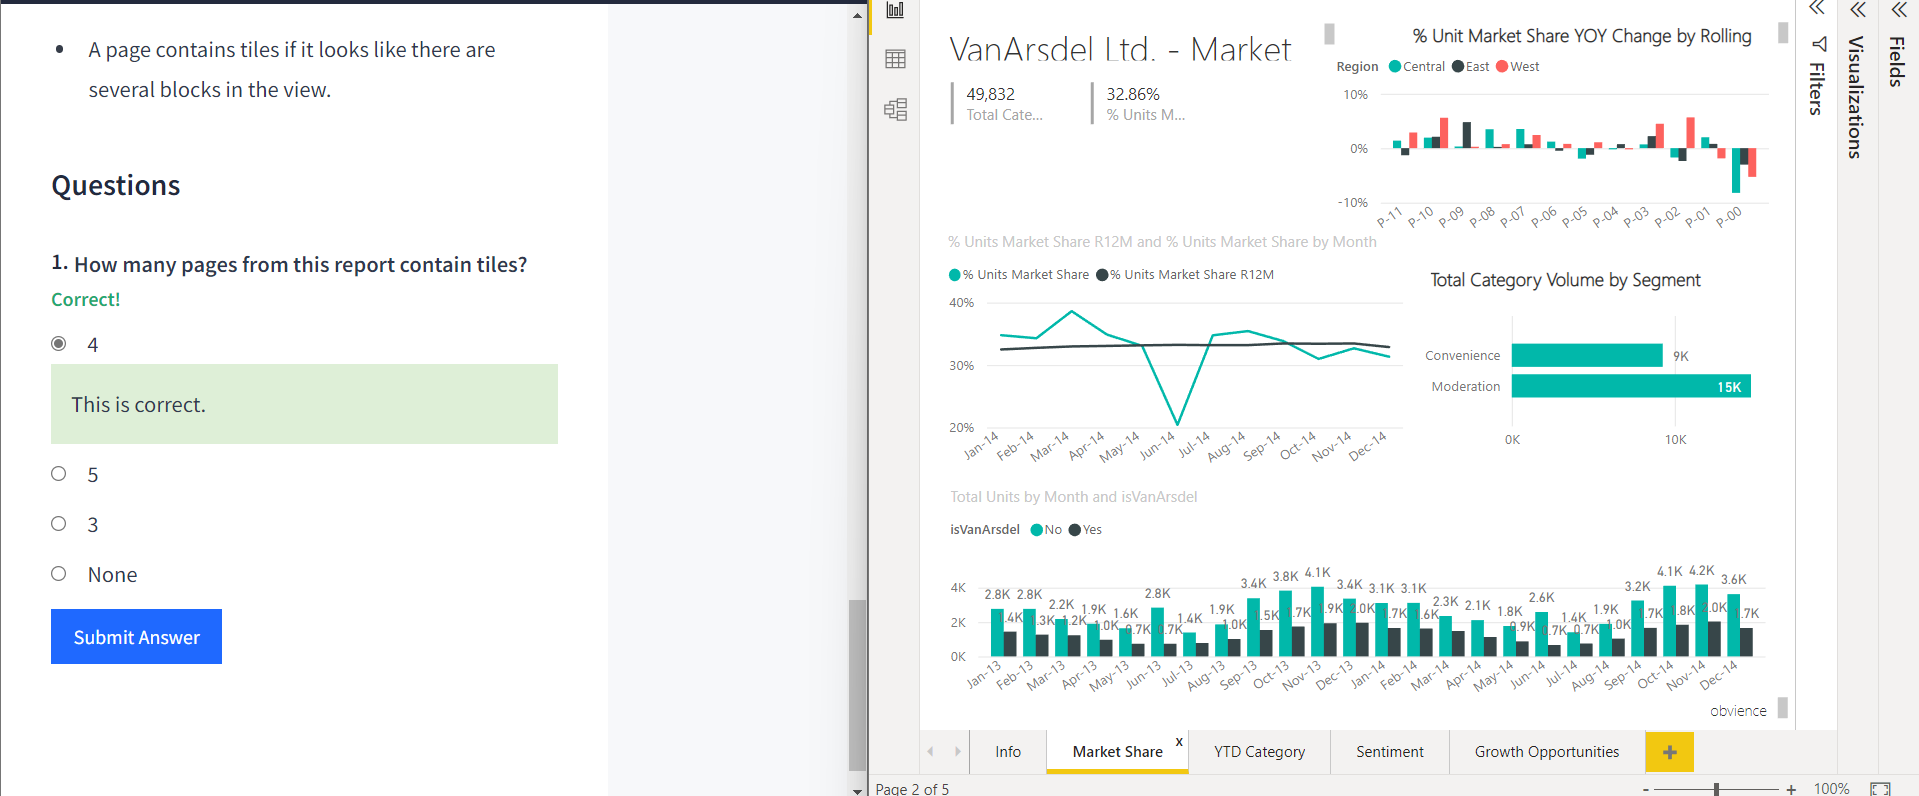 A page contains tiles if it looks like there are
several blocks in the view.
Questions
1. How many pages from this report contain tiles?
Correct!
4
This is correct.
5
3
None
Submit Answer
VanArsdel Ltd. - Market
49,832
Total Cate...
32.86%
% Units M...
% Unit Market Share YOY Change by Rolling
Region Central East West
10%
0%
-10%
P-11 P-10 P-09 P-08 P-07 P-06 P-05 P-04 P-03 P-02 P-01 P-00
% Units Market Share R12M and % Units Market Share by Month
% Units Market Share % Units Market Share R12M
40%
30%
20%
Jan-14 Feb-14 Mar-14 Apr-14 May-14 Jun-14 Jul-14 Aug-14 Sep-14 Oct-14 Nov-14 Dec-14
Total Category Volume by Segment
Convenience 9K
Moderation 15K
0K 10K
Total Units by Month and isVanArsdel
isVanArsdel No Yes
4K
2K
0K
2.8K 2.8K 2.2K 1.9K 1.6K 2.8K 1.4K 1.9K 3.4K 3.8K 4.1K 3.4K 3.1K 3.1K 2.3K 2.1K 1.8K 2.6K 1.4K 1.9K 3.2K 4.1K 4.2K 3.6K
1.4K 1.3K 1.2K 1.0K 0.7K 0.7K 1.0K 1.5K 1.7K 1.9K 2.0K 1.7K 1.6K 0.9K 0.7K 0.7K 1.0K 1.7K 1.8K 2.0K 1.7K
Jan-13 Feb-13 Mar-13 Apr-13 May-13 Jun-13 Jul-13 Aug-13 Sep-13 Oct-13 Nov-13 Dec-13 Jan-14 Feb-14 Mar-14 Apr-14 May-14 Jun-14 Jul-14 Aug-14 Sep-14 Oct-14 Nov-14 Dec-14
obvience
Filters
Visualizations
Fields
Info Market Share x YTD Category Sentiment Growth Opportunities +
Page 2 of 5
- + 100%